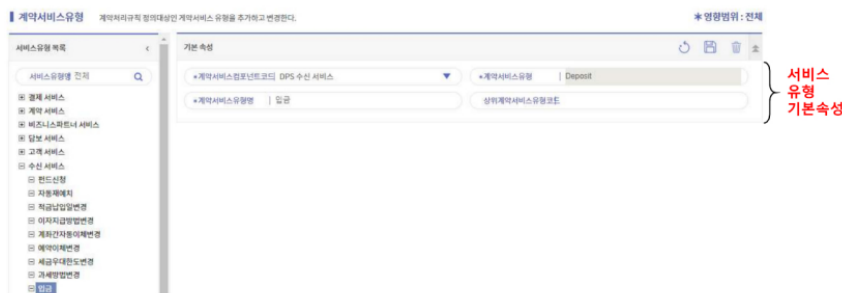 계약서비스유형 계약처리규칙 정의대상인 계약서비스 유형을 추가하고 변경한다. * 영향범위 : 전체
서비스유형 목록
기본 속성
서비스유형명 전체
*계약서비스컴포넌트코드 DPS 수신 서비스
*계약서비스유형 Deposit
*계약서비스유형명 입금
상위계약서비스유형코드
서비스
유형
기본속성
결제 서비스
계약 서비스
비즈니스파트너 서비스
담보 서비스
고객 서비스
수신 서비스
펀드신청
자동재예치
적금납입일변경
이자지급방법변경
계좌간자동이체변경
예약이체변경
세금우대한도변경
과세방법변경
입금